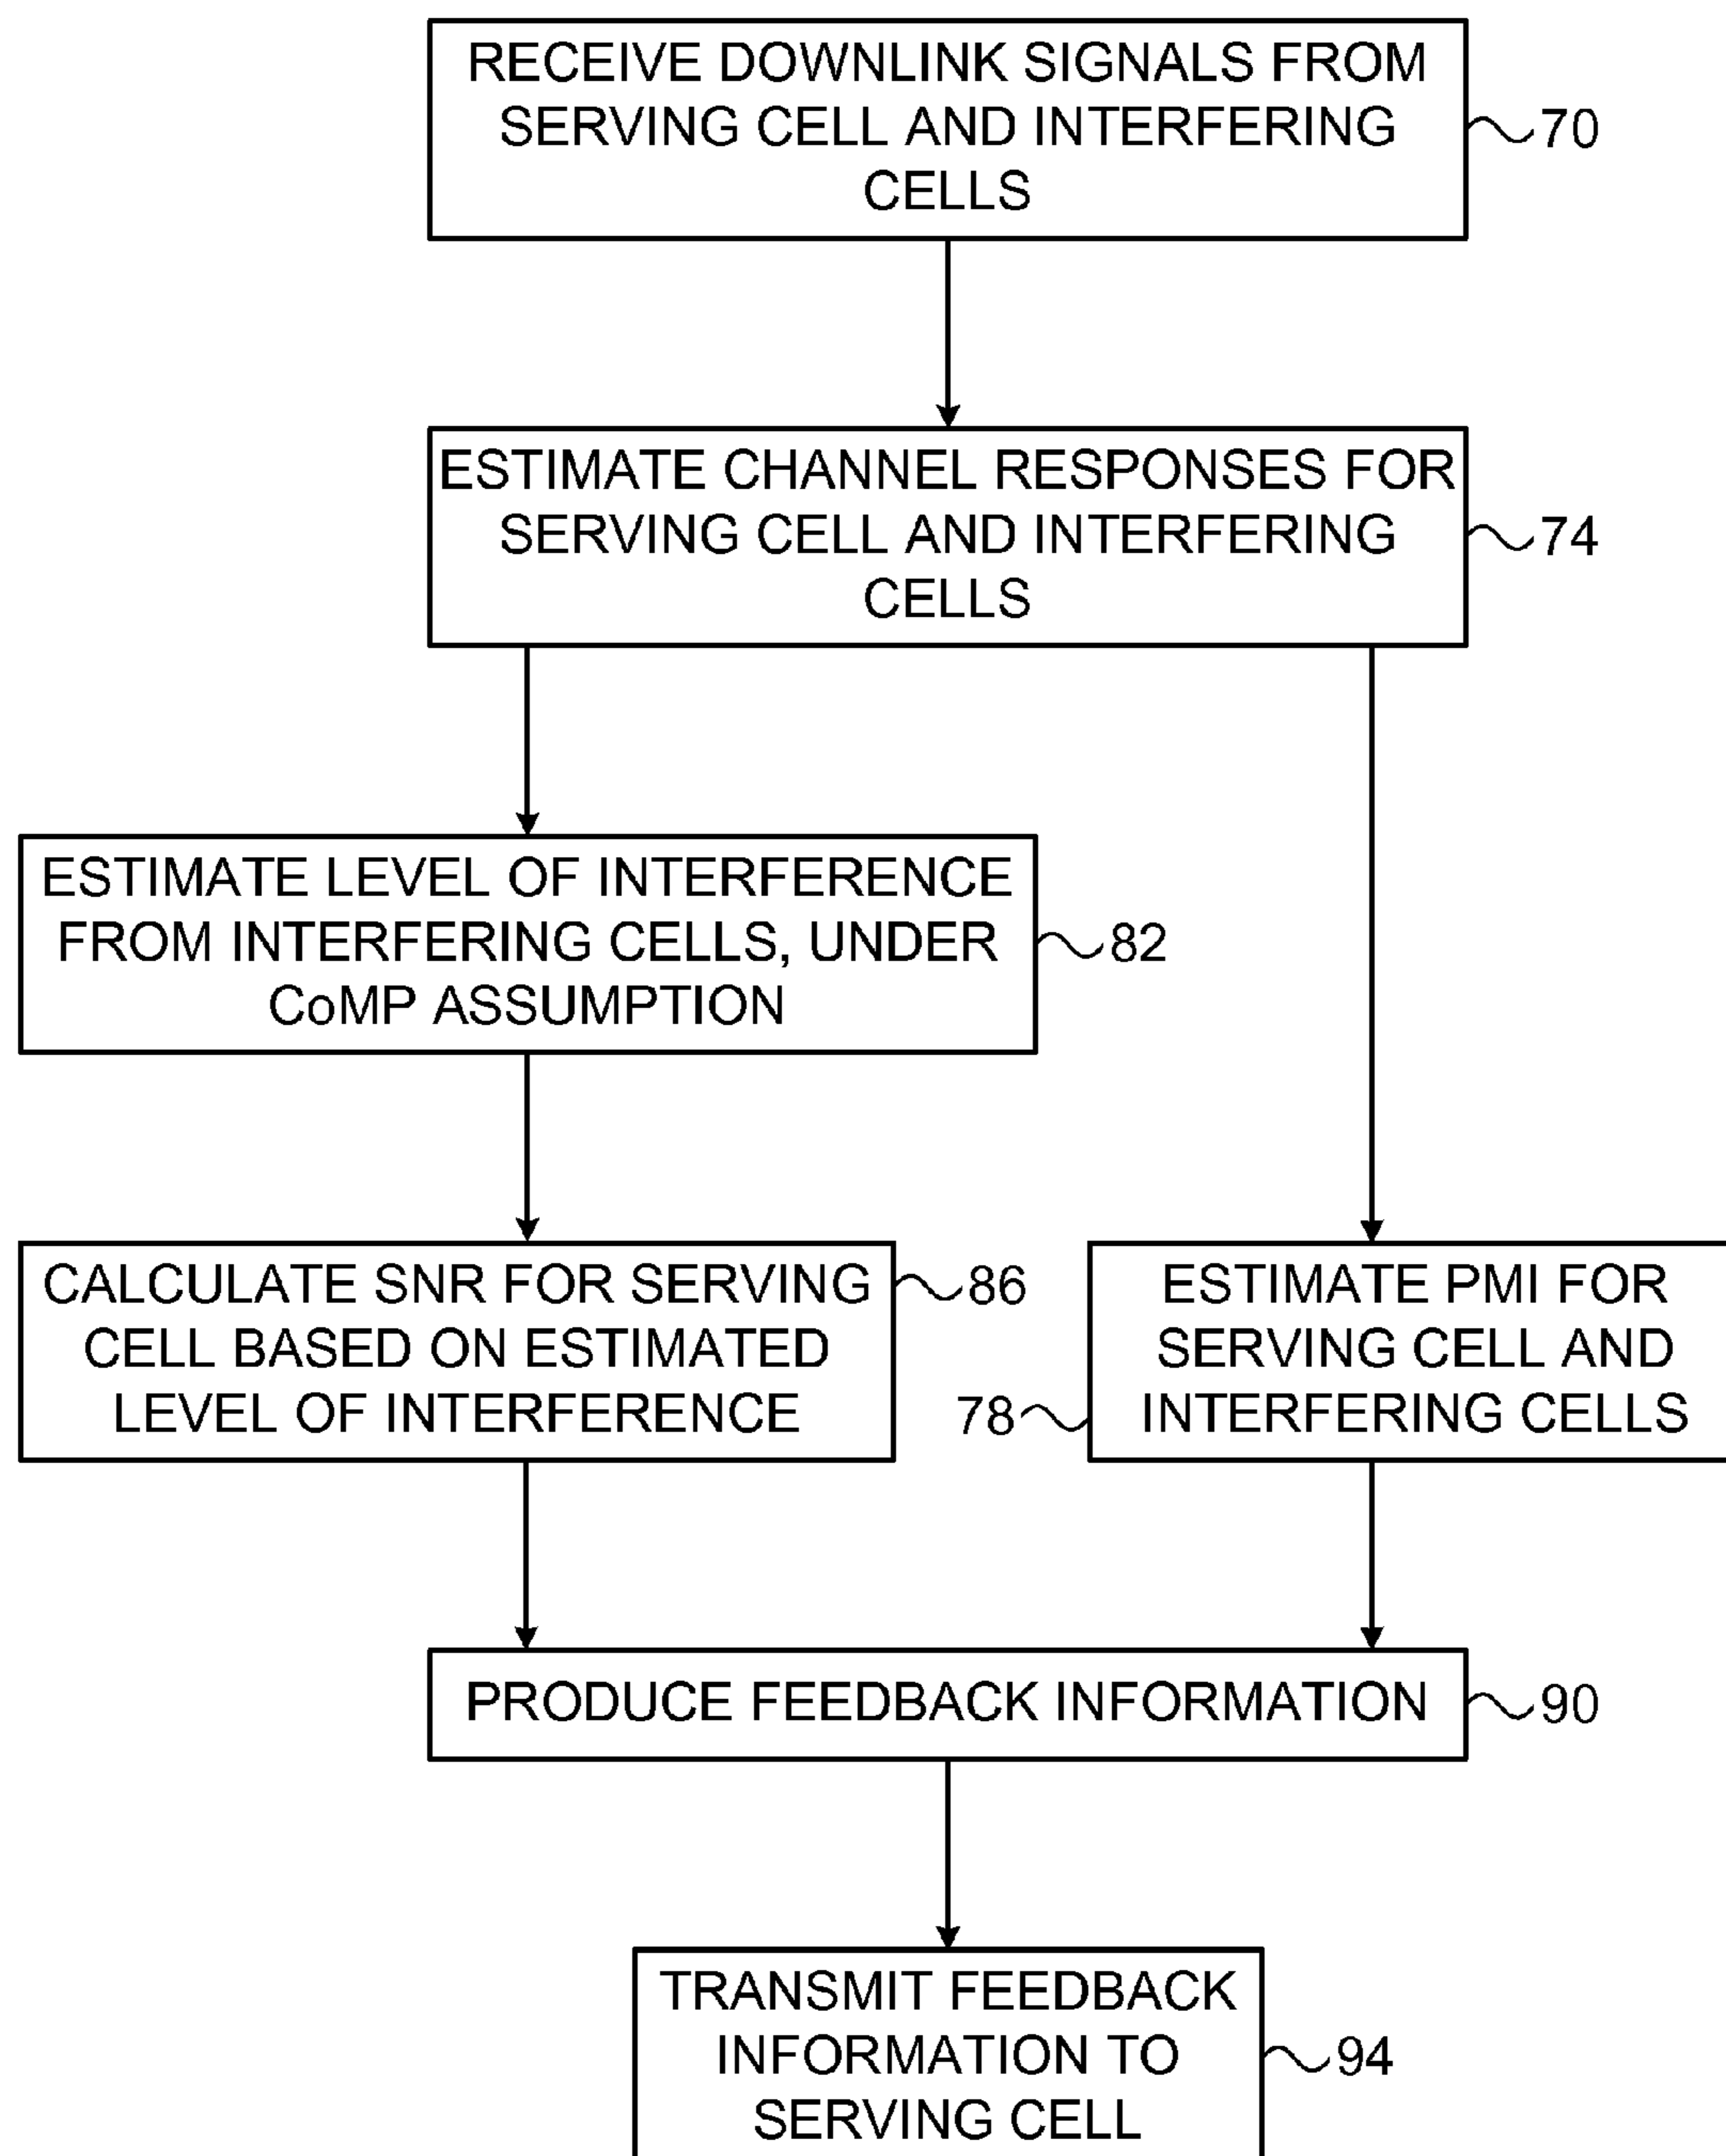 RECEIVE DOWNLINK SIGNALS FROM
SERVING CELL AND INTERFERING
CELLS
70
ESTIMATE CHANNEL RESPONSES FOR
SERVING CELL AND INTERFERING
CELLS
74
ESTIMATE LEVEL OF INTERFERENCE
FROM INTERFERING CELLS, UNDER
CoMP ASSUMPTION
82
CALCULATE SNR FOR SERVING
CELL BASED ON ESTIMATED
LEVEL OF INTERFERENCE
86
ESTIMATE PMI FOR
SERVING CELL AND
INTERFERING CELLS
78
PRODUCE FEEDBACK INFORMATION
90
TRANSMIT FEEDBACK
INFORMATION TO
SERVING CELL
94